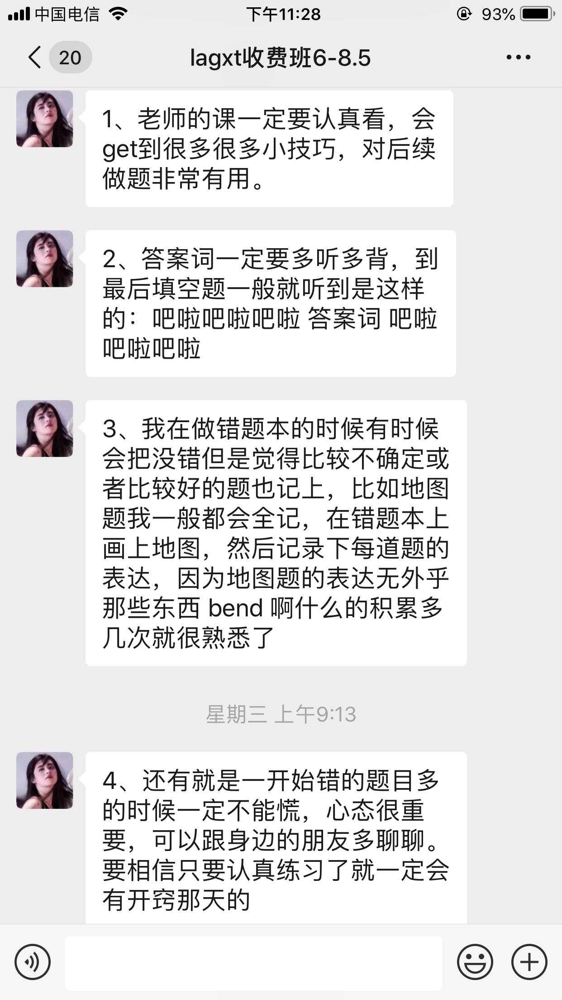 中国电信
下午11:28
93%
20
lagxt收费班6-8.5
1、老师的课一定要认真看，会
get到很多很多小技巧，对后续
做题非常有用。
2、答案词一定要多听多背，到
最后填空题一般就听到是这样
的：吧啦吧啦吧啦 答案词 吧啦
吧啦吧啦
3、我在做错题本的时候有时候
会把没错但是觉得比较不确定或
者比较好的题也记上，比如地图
题我一般都会全记，在错题本上
画上地图，然后记录下每道题的
表达，因为地图题的表达无外乎
那些东西 bend 啊什么的积累多
几次就很熟悉了
星期三 上午9:13
4、还有就是一开始错的题目多
的时候一定不能慌，心态很重
要，可以跟身边的朋友多聊聊。
要相信只要认真练习了就一定会
有开窍那天的